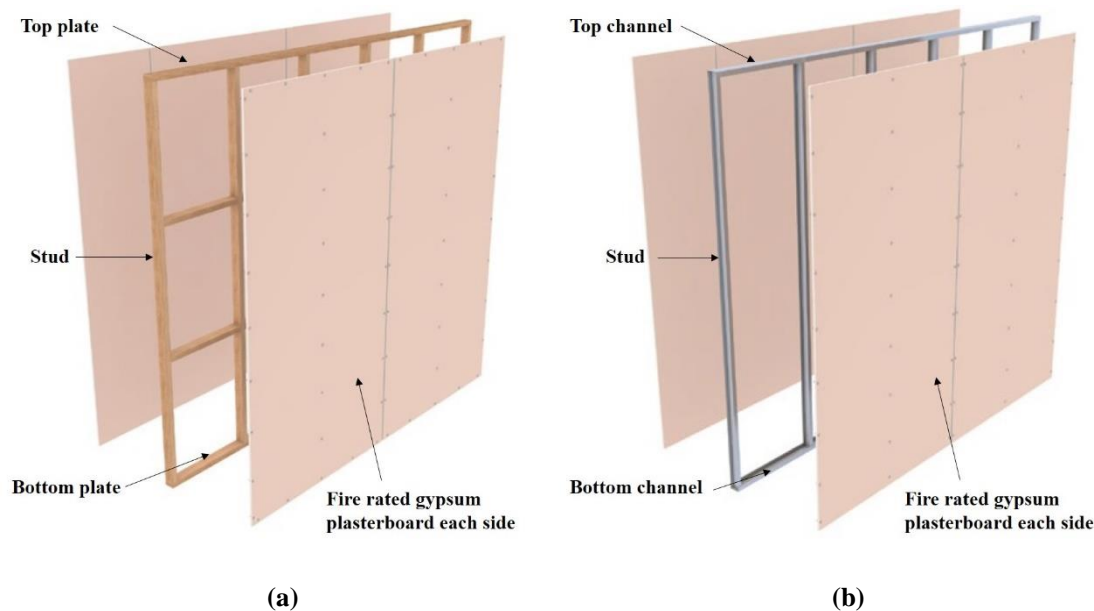 Top plate
Stud
Bottom plate
Fire rated gypsum
plasterboard each side
(a)
Top channel
Stud
Bottom channel
Fire rated gypsum
plasterboard each side
(b)